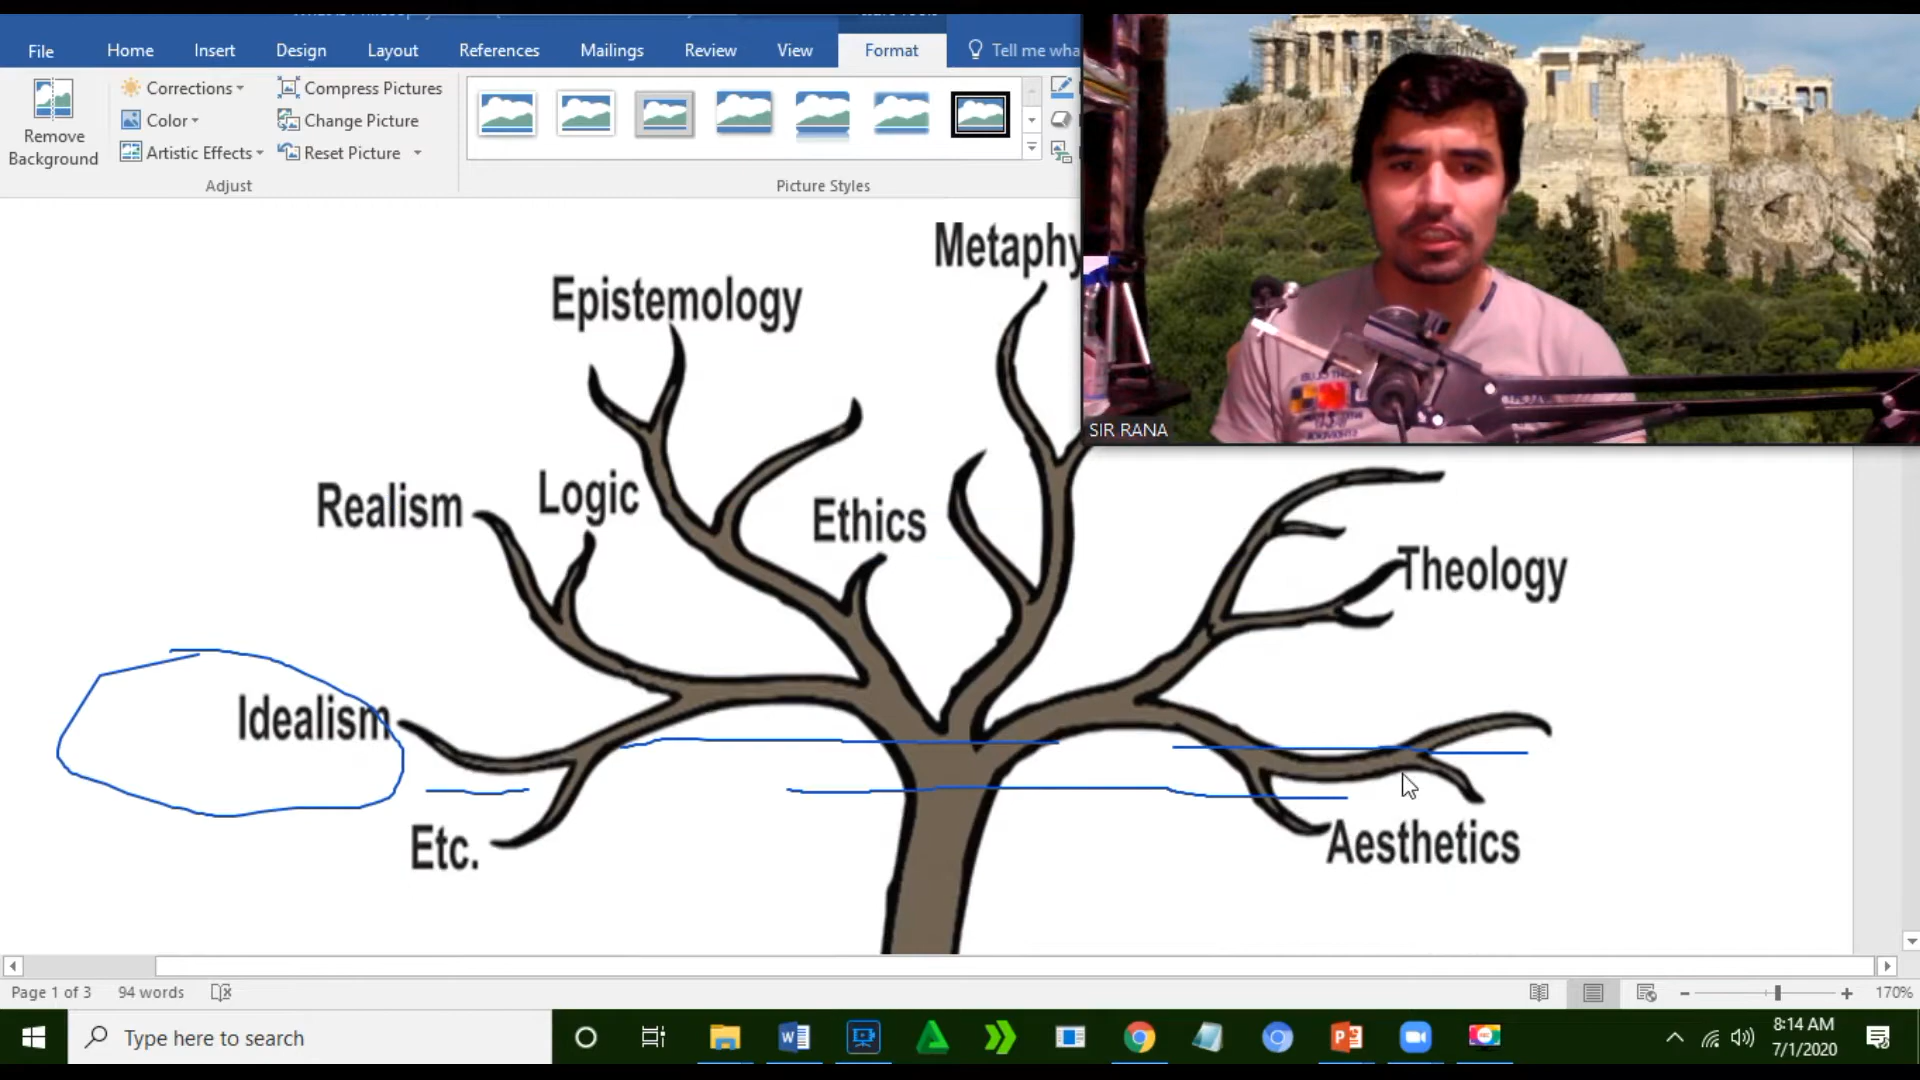 File Home Insert Design Layout References Mailings Review View Format Tell me wha
Remove Background
Corrections
Color
Artistic Effects
Compress Pictures
Change Picture
Reset Picture
Adjust
Picture Styles
SIR RANA
Metaphy
Epistemology
Realism
Logic
Ethics
Theology
Idealism
Etc.
Aesthetics
Page 1 of 3 94 words
170%
Type here to search
8:14 AM
7/1/2020